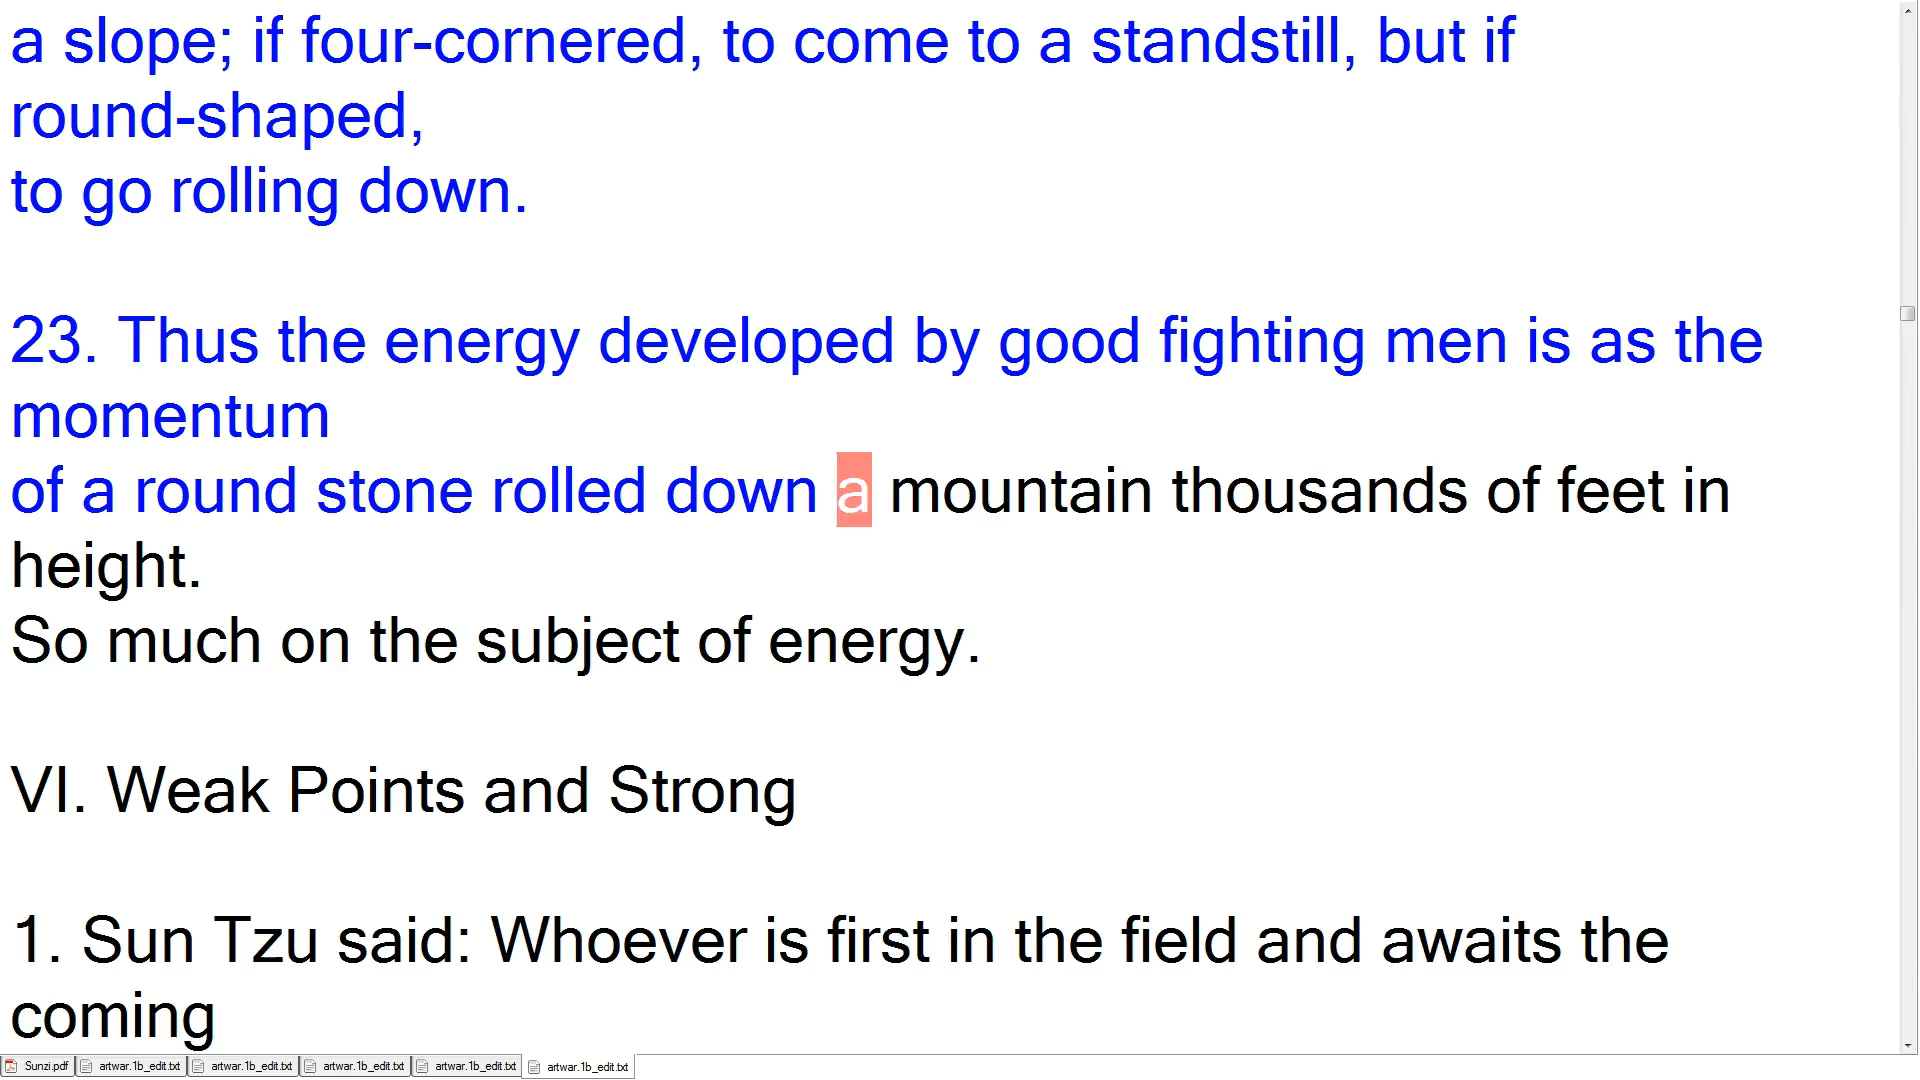 a slope; if four-cornered, to come to a standstill, but if
round-shaped,
to go rolling down.
23. Thus the energy developed by good fighting men is as the
momentum
of a round stone rolled down a mountain thousands of feet in
height.
So much on the subject of energy.
VI. Weak Points and Strong
1. Sun Tzu said: Whoever is first in the field and awaits the
coming
Sunzi.pdf artwar.1b_edit.txt artwar.1b_edit.txt artwar.1b_edit.txt artwar.1b_edit.txt artwar.1b_edit.txt